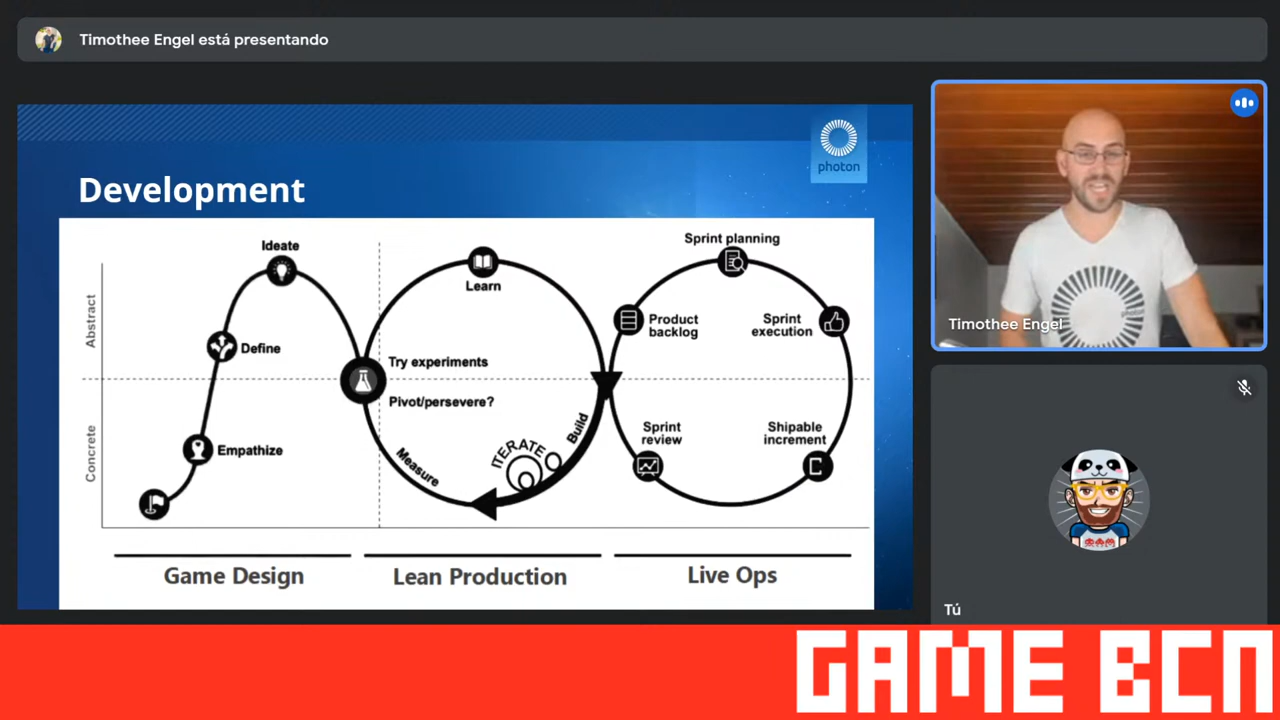 Timothee Engel está presentando
photon
Development
Abstract
Concrete
Ideate
Define
Empathize
Learn
Try experiments
Pivot/persevere?
Measure
ITERATE
Build
Sprint planning
Product
backlog
Sprint
execution
Sprint
review
Shipable
increment
Game Design
Lean Production
Live Ops
photon
Timothee Engel
Tú
GAME BCN